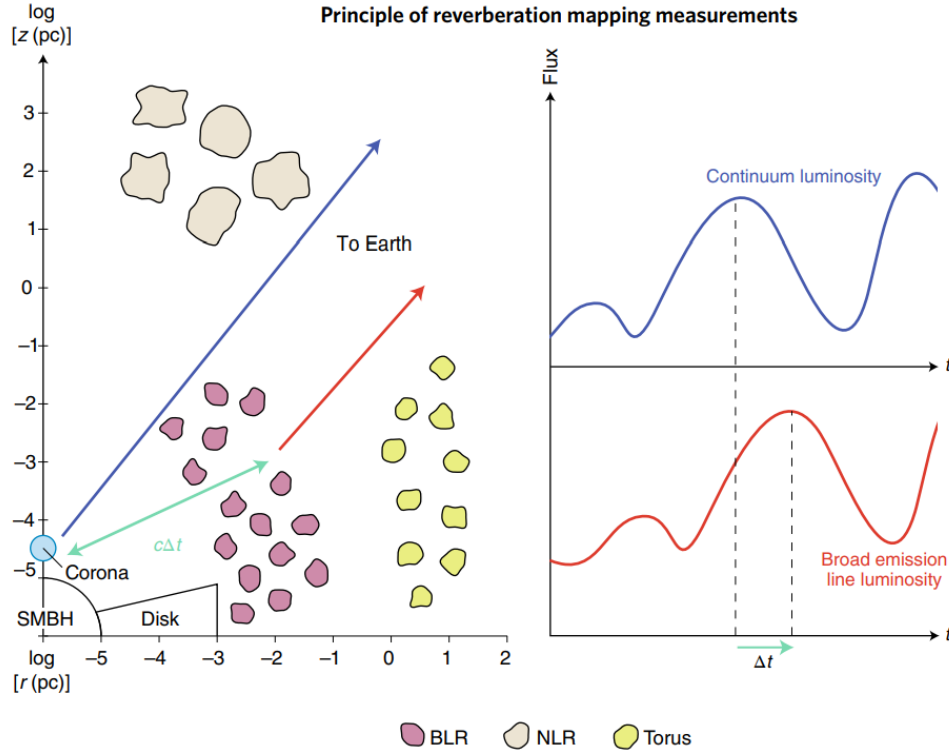 Principle of reverberation mapping measurements
log
[z (pc)]
3
2
1
0
–1
–2
–3
–4
–5
To Earth
cΔt
Corona
SMBH
Disk
log
[r (pc)]
–5
–4
–3
–2
–1
0
1
2
Flux
Continuum luminosity
t
Broad emission
line luminosity
t
Δt
BLR
NLR
Torus